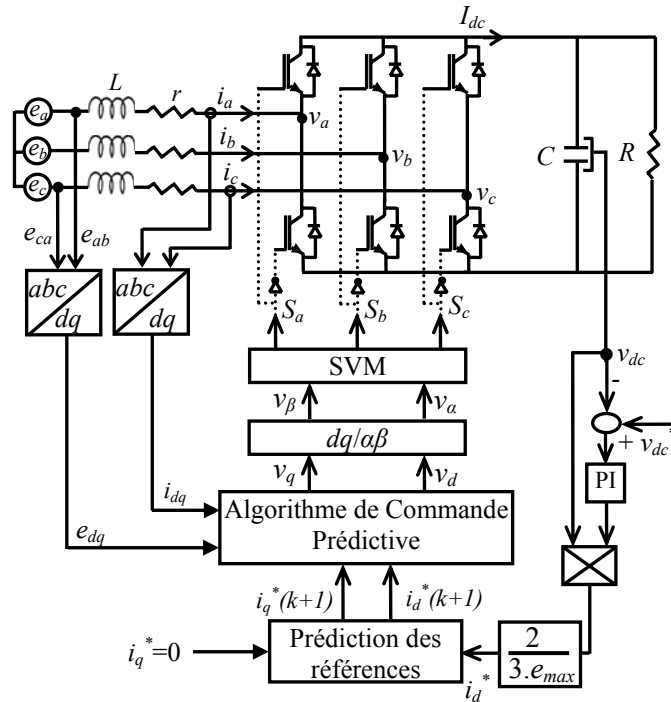 I_dc
L
r
i_a
e_a
v_a
i_b
e_b
v_b
C
R
i_c
e_c
v_c
e_ca
e_ab
abc
dq
abc
dq
S_a
S_b
S_c
SVM
v_dc
-
v_β
v_α
dq/αβ
+ v_dc*
v_q
v_d
PI
i_dq
Algorithme de Commande
Prédictive
e_dq
i_q*(k+1)
i_d*(k+1)
i_q*=0
Prédiction des
références
i_d*
2
3.e_max